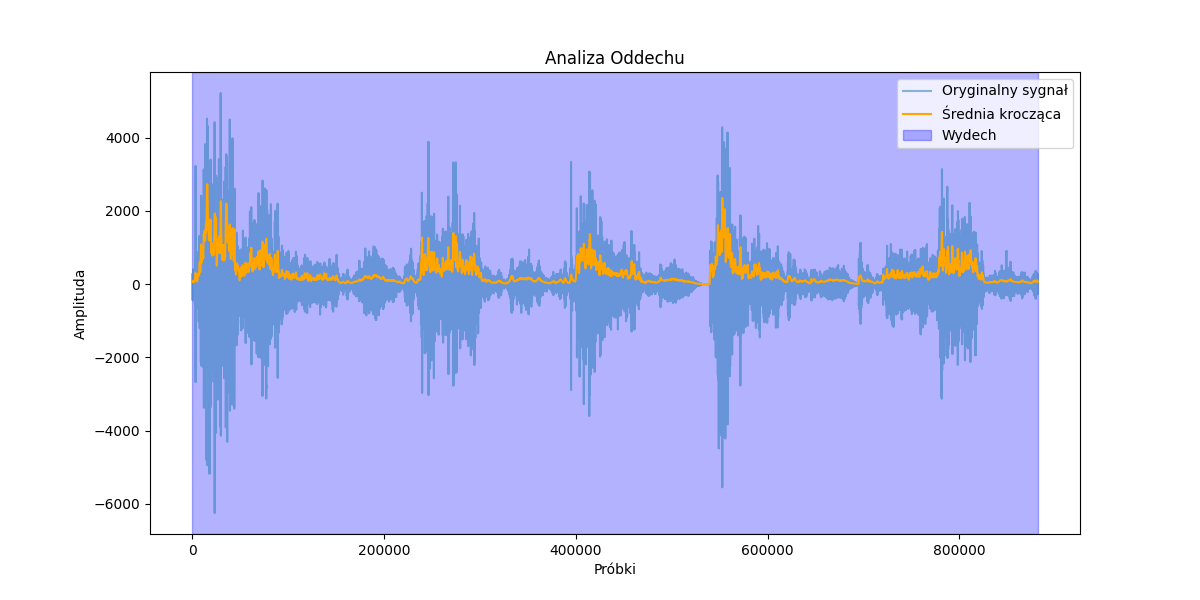 Analiza Oddechu
Oryginalny sygnał
Średnia krocząca
Wydech
Amplituda
4000
2000
0
−2000
−4000
−6000
0 200000 400000 600000 800000
Próbki